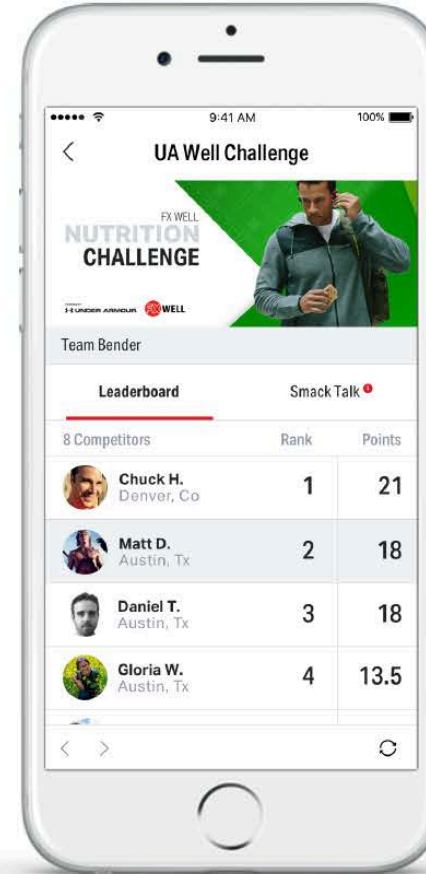 9:41 AM 100%
UA Well Challenge
FX WELL
NUTRITION
CHALLENGE
UNDER ARMOUR FX WELL
Team Bender
Leaderboard Smack Talk 1
8 Competitors Rank Points
Chuck H.
Denver, Co
1 21
Matt D.
Austin, Tx
2 18
Daniel T.
Austin, Tx
3 18
Gloria W.
Austin, Tx
4 13.5